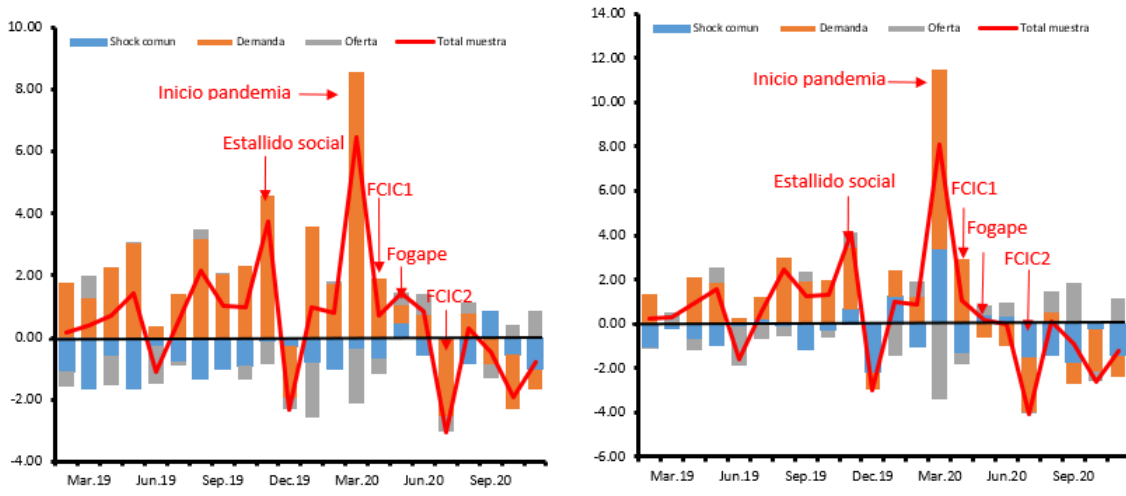 10.00
Shock comun Demanda Oferta Total muestra
8.00
Inicio pandemia
6.00
Estallido social
4.00
FCIC1
Fogape
2.00
FCIC2
0.00
-2.00
-4.00
Mar.19 Jun.19 Sep.19 Dec.19 Mar.20 Jun.20 Sep.20
14.00
Shock comun Demanda Oferta Total muestra
12.00
Inicio pandemia
10.00
8.00
Estallido social
FCIC1
6.00
Fogape
4.00
FCIC2
2.00
0.00
-2.00
-4.00
-6.00
Mar.19 Jun.19 Sep.19 Dec.19 Mar.20 Jun.20 Sep.20